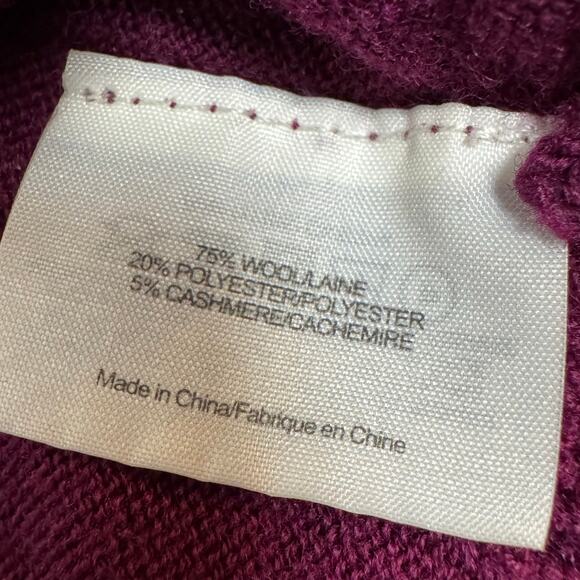 75% WOOL/LAINE
20% POLYESTER/POLYESTER
5% CASHMERE/CACHEMIRE
Made in China/Fabrique en Chine